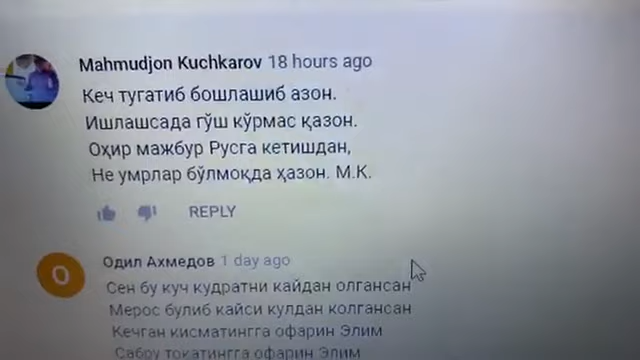 Mahmudjon Kuchkarov 18 hours ago
Кеч тугатиб бошлашиб азон.
Ишлашсада гўш кўрмас қазон.
Оҳир мажбур Русга кетишдан,
Не умрлар бўлмоқда ҳазон. М.К.
REPLY
О
Одил Ахмедов 1 day ago
Сен бу куч кудратни кайдан олгансан
Мерос булиб кайси кулдан колгансан
Кечган кисматингга офарин Элим
Сабру токатингга офарин Элим